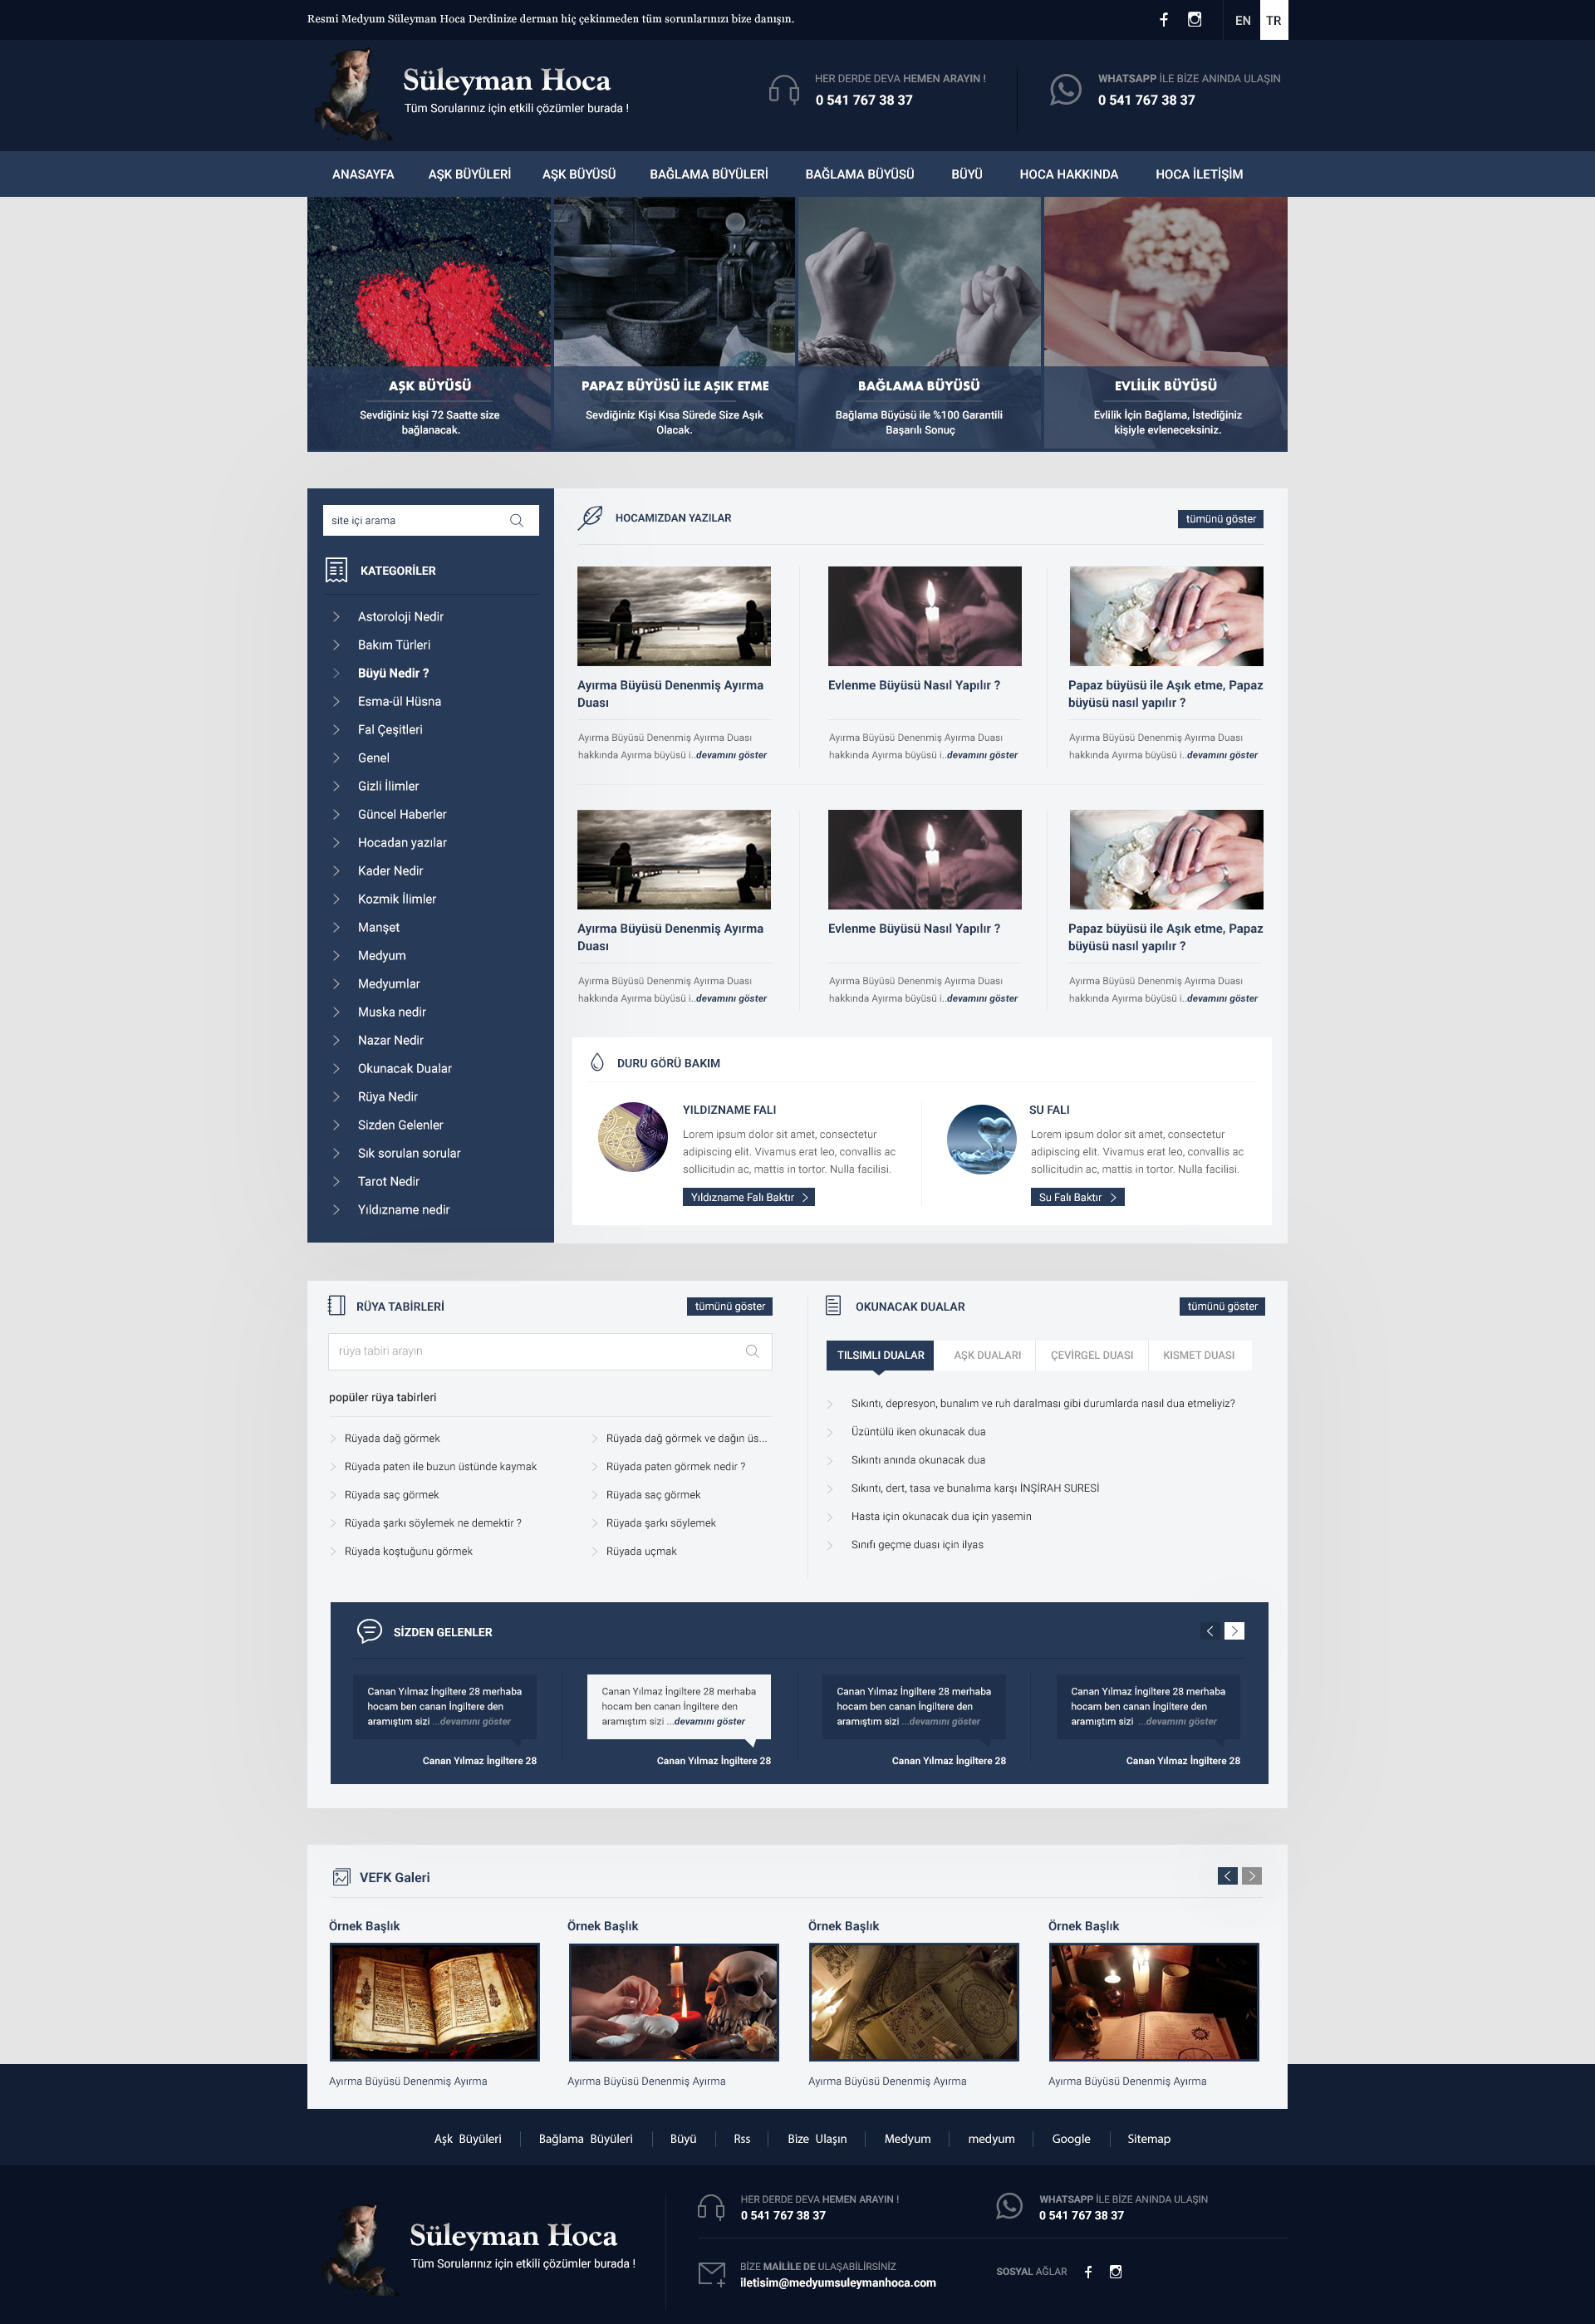 Resmi Medyum Süleyman Hoca Derdinize derman hiç çekinmeden tüm sorunlarınızı bize danışın.
EN
TR
Süleyman Hoca
Tüm Sorularınız için etkili çözümler burada !
HER DERDE DEVA HEMEN ARAYIN !
0 541 767 38 37
WHATSAPP İLE BİZE ANINDA ULAŞIN
0 541 767 38 37
ANASAYFA
AŞK BÜYÜLERİ
AŞK BÜYÜSÜ
BAĞLAMA BÜYÜLERİ
BAĞLAMA BÜYÜSÜ
BÜYÜ
HOCA HAKKINDA
HOCA İLETİŞİM
AŞK BÜYÜSÜ
Sevdiğiniz kişi 72 Saatte size
bağlanacak.
PAPAZ BÜYÜSÜ İLE AŞIK ETME
Sevdiğiniz Kişi Kısa Sürede Size Aşık
Olacak.
BAĞLAMA BÜYÜSÜ
Bağlama Büyüsü ile %100 Garantili
Başarılı Sonuç
EVLİLİK BÜYÜSÜ
Evlilik İçin Bağlama, İstediğiniz
kişiyle evleneceksiniz.
site içi arama
KATEGORİLER
Astoroloji Nedir
Bakım Türleri
Büyü Nedir ?
Esma-ül Hüsna
Fal Çeşitleri
Genel
Gizli İlimler
Güncel Haberler
Hocadan yazılar
Kader Nedir
Kozmik İlimler
Manşet
Medyum
Medyumlar
Muska nedir
Nazar Nedir
Okunacak Dualar
Rüya Nedir
Sizden Gelenler
Sık sorulan sorular
Tarot Nedir
Yıldızname nedir
HOCAMIZDAN YAZILAR
tümünü göster
Ayırma Büyüsü Denenmiş Ayırma
Duası
Ayırma Büyüsü Denenmiş Ayırma Duası
hakkında Ayırma büyüsü i..devamını göster
Evlenme Büyüsü Nasıl Yapılır ?
Ayırma Büyüsü Denenmiş Ayırma Duası
hakkında Ayırma büyüsü i..devamını göster
Papaz büyüsü ile Aşık etme, Papaz
büyüsü nasıl yapılır ?
Ayırma Büyüsü Denenmiş Ayırma Duası
hakkında Ayırma büyüsü i..devamını göster
Ayırma Büyüsü Denenmiş Ayırma
Duası
Ayırma Büyüsü Denenmiş Ayırma Duası
hakkında Ayırma büyüsü i..devamını göster
Evlenme Büyüsü Nasıl Yapılır ?
Ayırma Büyüsü Denenmiş Ayırma Duası
hakkında Ayırma büyüsü i..devamını göster
Papaz büyüsü ile Aşık etme, Papaz
büyüsü nasıl yapılır ?
Ayırma Büyüsü Denenmiş Ayırma Duası
hakkında Ayırma büyüsü i..devamını göster
DURU GÖRÜ BAKIM
YILDIZNAME FALI
Lorem ipsum dolor sit amet, consectetur
adipiscing elit. Vivamus erat leo, convallis ac
sollicitudin ac, mattis in tortor. Nulla facilisi.
Yıldızname Falı Baktır
SU FALI
Lorem ipsum dolor sit amet, consectetur
adipiscing elit. Vivamus erat leo, convallis ac
sollicitudin ac, mattis in tortor. Nulla facilisi.
Su Falı Baktır
RÜYA TABİRLERİ
tümünü göster
rüya tabiri arayın
popüler rüya tabirleri
Rüyada dağ görmek
Rüyada paten ile buzun üstünde kaymak
Rüyada saç görmek
Rüyada şarkı söylemek ne demektir ?
Rüyada koştuğunu görmek
Rüyada dağ görmek ve dağın üs...
Rüyada paten görmek nedir ?
Rüyada saç görmek
Rüyada şarkı söylemek
Rüyada uçmak
OKUNACAK DUALAR
tümünü göster
TILSIMLI DUALAR
AŞK DUALARI
ÇEVİRGEL DUASI
KISMET DUASI
Sıkıntı, depresyon, bunalım ve ruh daralması gibi durumlarda nasıl dua etmeliyiz?
Üzüntülü iken okunacak dua
Sıkıntı anında okunacak dua
Sıkıntı, dert, tasa ve bunalıma karşı İNŞİRAH SURESİ
Hasta için okunacak dua için yasemin
Sınıfı geçme duası için ilyas
SİZDEN GELENLER
Canan Yılmaz İngiltere 28 merhaba
hocam ben canan İngiltere den
aramıştım sizi ...devamını göster
Canan Yılmaz İngiltere 28
Canan Yılmaz İngiltere 28 merhaba
hocam ben canan İngiltere den
aramıştım sizi ...devamını göster
Canan Yılmaz İngiltere 28
Canan Yılmaz İngiltere 28 merhaba
hocam ben canan İngiltere den
aramıştım sizi ...devamını göster
Canan Yılmaz İngiltere 28
Canan Yılmaz İngiltere 28 merhaba
hocam ben canan İngiltere den
aramıştım sizi ...devamını göster
Canan Yılmaz İngiltere 28
VEFK Galeri
Örnek Başlık
Örnek Başlık
Örnek Başlık
Örnek Başlık
Ayırma Büyüsü Denenmiş Ayırma
Ayırma Büyüsü Denenmiş Ayırma
Ayırma Büyüsü Denenmiş Ayırma
Ayırma Büyüsü Denenmiş Ayırma
Aşk Büyüleri
Bağlama Büyüleri
Büyü
Rss
Bize Ulaşın
Medyum
medyum
Google
Sitemap
Süleyman Hoca
Tüm Sorularınız için etkili çözümler burada !
HER DERDE DEVA HEMEN ARAYIN !
0 541 767 38 37
WHATSAPP İLE BİZE ANINDA ULAŞIN
0 541 767 38 37
BİZE MAİLİLE DE ULAŞABİLİRSİNİZ
iletisim@medyumsuleymanhoca.com
SOSYAL AĞLAR